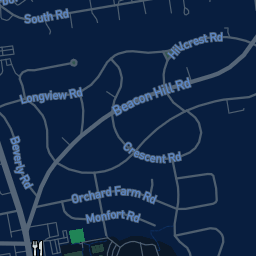 South Rd
Hillcrest Rd
Longview Rd
Beacon Hill Rd
Beverly Rd
Crescent Rd
Orchard Farm Rd
Monfort Rd